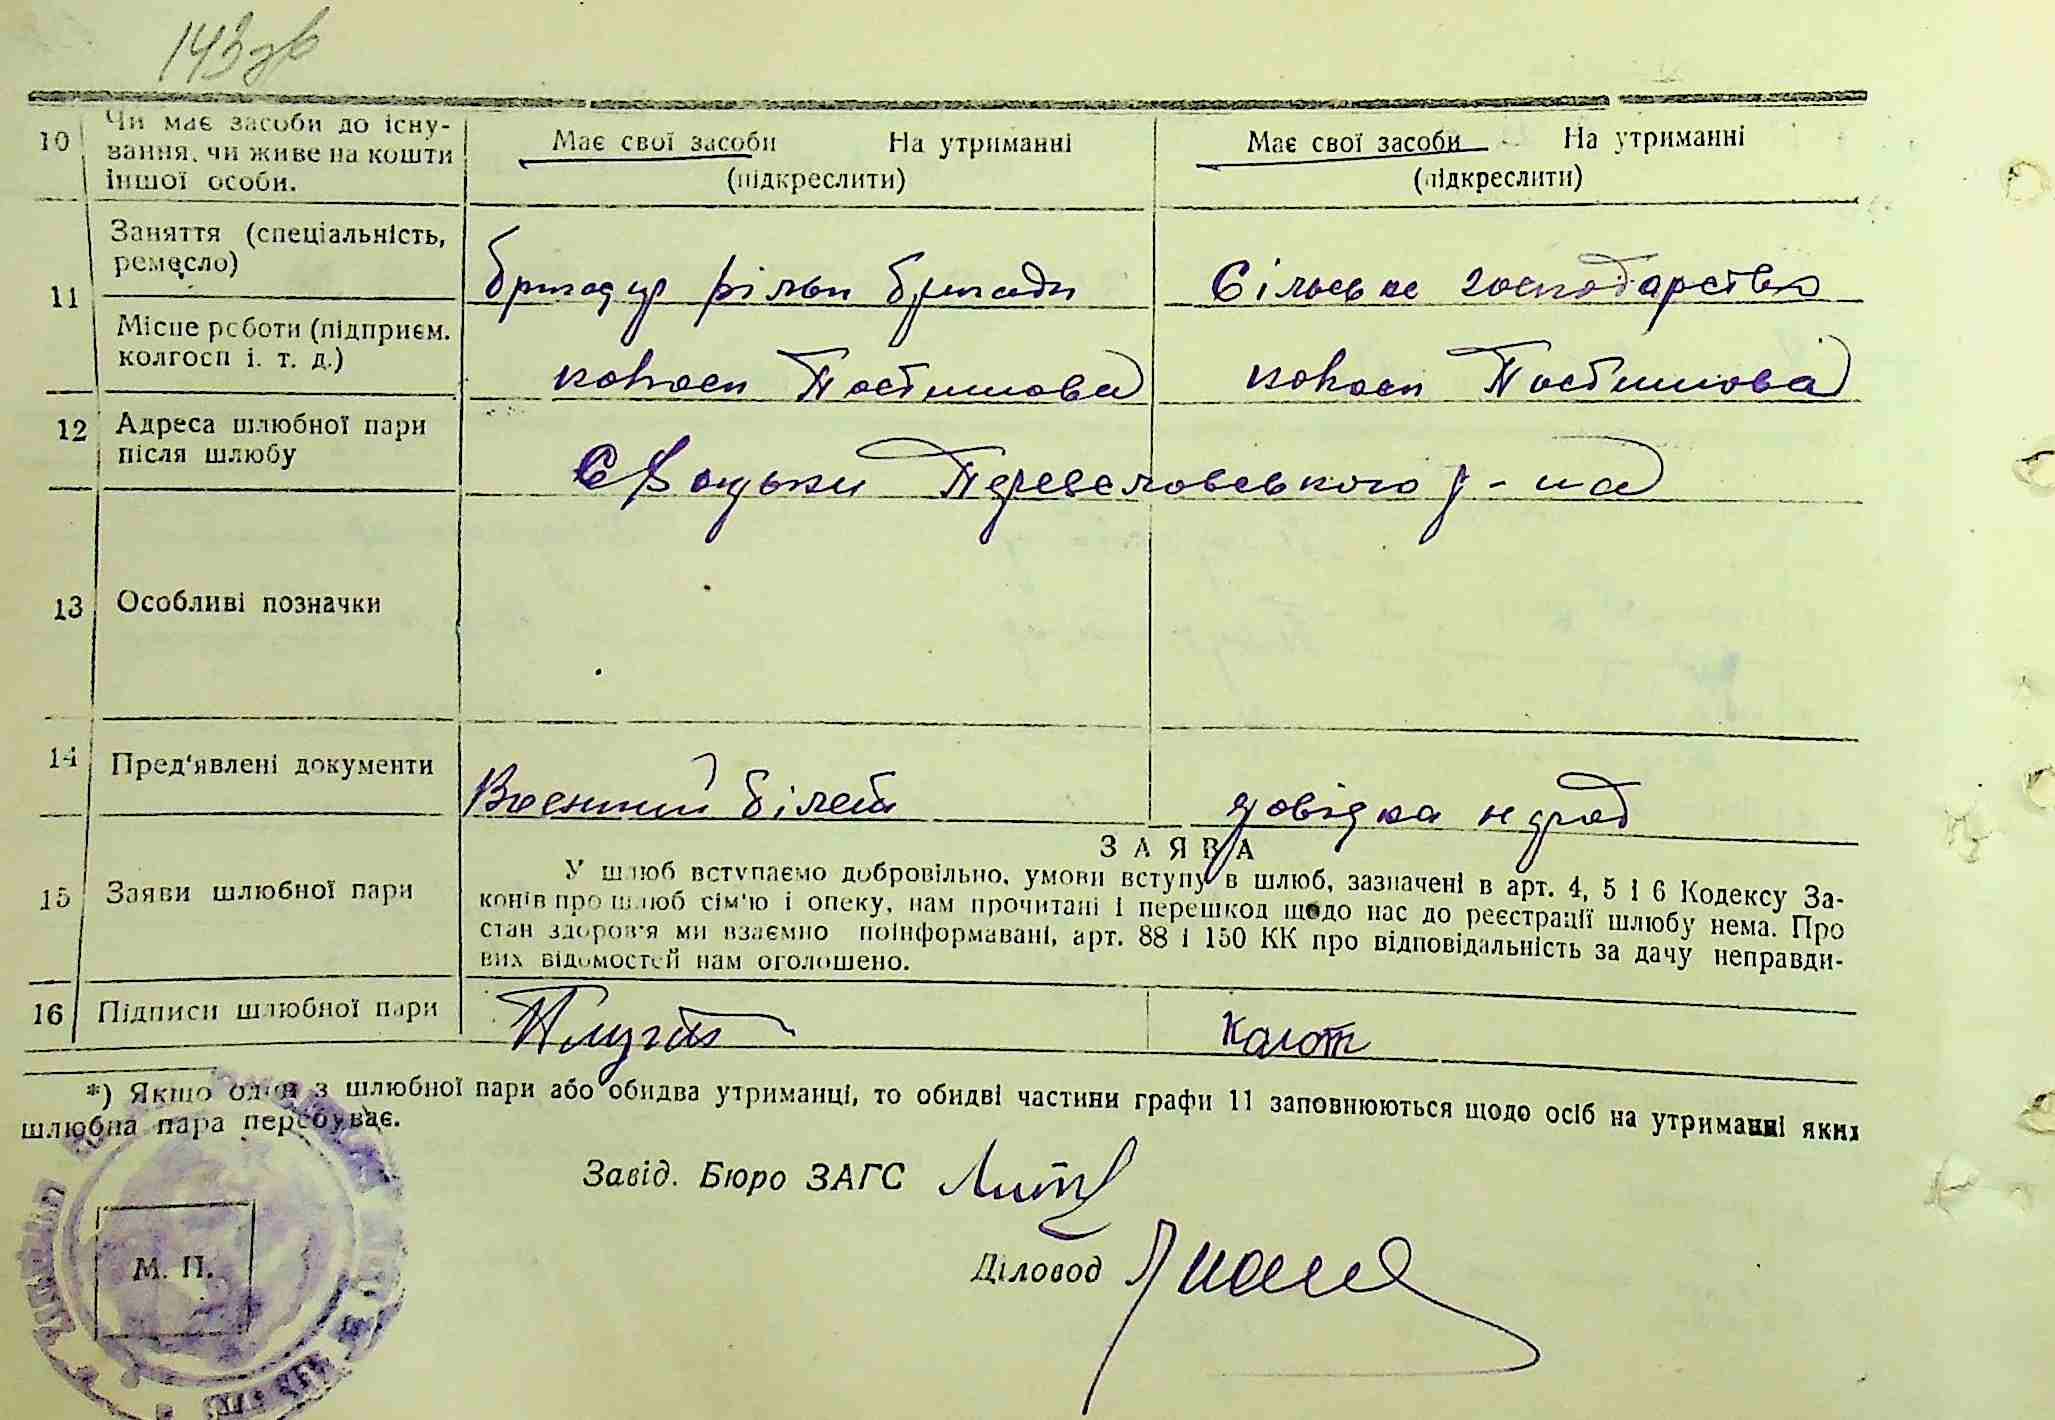 143 зв
10 Чи має засоби до існу-
вання, чи живе на кошти
іншої особи.
Має свої засоби На утриманні
(підкреслити)
Має свої засоби На утриманні
(підкреслити)
11 Заняття (спеціальність,
ремесло)
бригадир рільн бригади
Сільське господарство
Місце роботи (підприєм.
колгосп і. т. д.)
колгосп Постишова
колгосп Постишова
12 Адреса шлюбної пари
після шлюбу
Переяславського р-на
13 Особливі позначки
14 Пред'явлені документи
Военний білет
довідка
15 Заяви шлюбної пари
ЗАЯВА
У шлюб вступаємо добровільно, умови вступу в шлюб, зазначені в арт. 4, 5 і 6 Кодексу За-
конів про шлюб сім'ю і опеку, нам прочитані і перешкод щодо нас до реєстрації шлюбу нема. Про
стан здоров'я ми взаємно поінформавані, арт. 88 і 150 КК про відповідальність за дачу неправди-
вих відомостей нам оголошено.
16 Підписи шлюбної пари
*) Якщо один з шлюбної пари або обидва утриманці, то обидві частини графи 11 заповнюються щодо осіб на утриманні яких
шлюбна пара перебуває.
Завід. Бюро ЗАГС
Діловод
М. П.